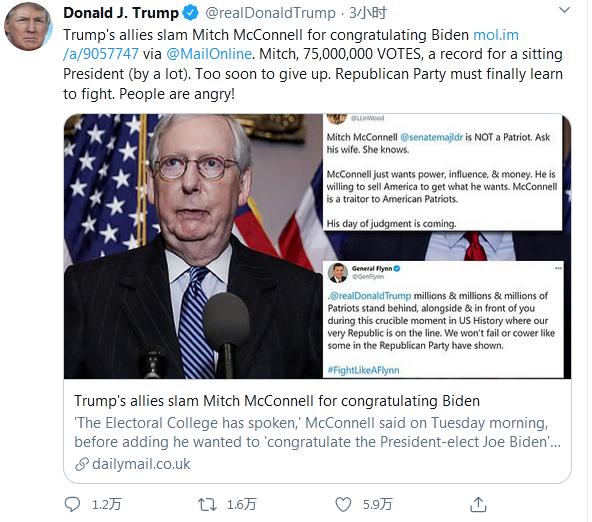 Donald J. Trump @realDonaldTrump · 3小时
Trump's allies slam Mitch McConnell for congratulating Biden mol.im
/a/9057747 via @MailOnline. Mitch, 75,000,000 VOTES, a record for a sitting
President (by a lot). Too soon to give up. Republican Party must finally learn
to fight. People are angry!
@LLinWood
Mitch McConnell @senatemajldr is NOT a Patriot. Ask
his wife. She knows.
McConnell just wants power, influence, & money. He is
willing to sell America to get what he wants. McConnell
is a traitor to American Patriots.
His day of judgment is coming.
General Flynn
@GenFlynn
.@realDonaldTrump millions & millions & millions of
Patriots stand behind, alongside & in front of you
during this crucial moment in US History where our
very Republic is on the line. We won't fail or cower like
some in the Republican Party have shown.
#FightLikeAFlynn
Trump's allies slam Mitch McConnell for congratulating Biden
'The Electoral College has spoken,' McConnell said on Tuesday morning,
before adding he wanted to 'congratulate the President-elect Joe Biden'...
dailymail.co.uk
1.2万 1.6万 5.9万